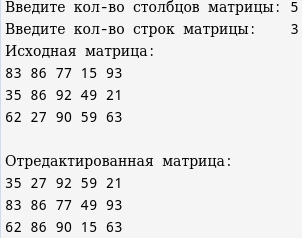 Введите кол-во столбцов матрицы: 5
Введите кол-во строк матрицы: 3
Исходная матрица:
83 86 77 15 93
35 86 92 49 21
62 27 90 59 63
Отредактированная матрица:
35 27 92 59 21
83 86 77 49 93
62 86 90 15 63